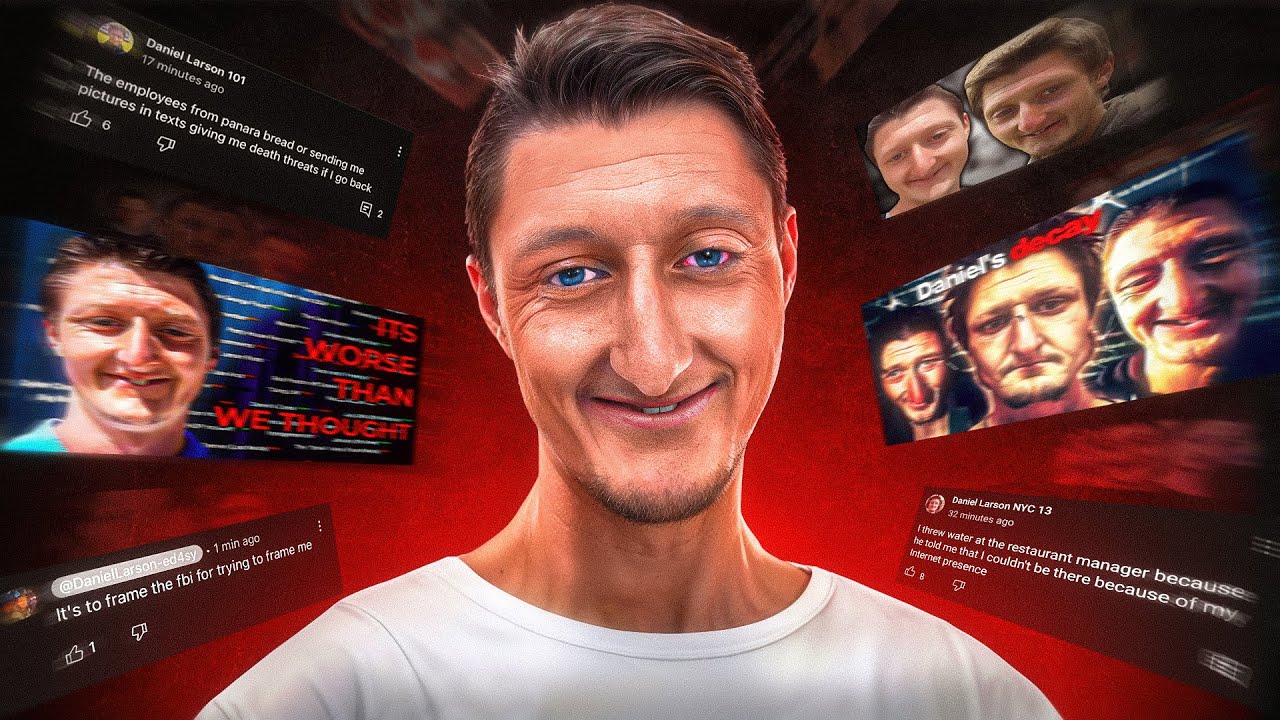 Daniel Larson 101
17 minutes ago
The employees from panara bread or sending me
pictures in texts giving me death threats if I go back
6
2
ITS
WORSE
THAN
WE THOUGHT
@DanielLarson-ed4sy • 1 min ago
It's to frame the fbi for trying to frame me
1
Daniel's decay
Daniel Larson NYC 13
32 minutes ago
I threw water at the restaurant manager because
he told me that I couldn't be there because of my
Internet presence
8